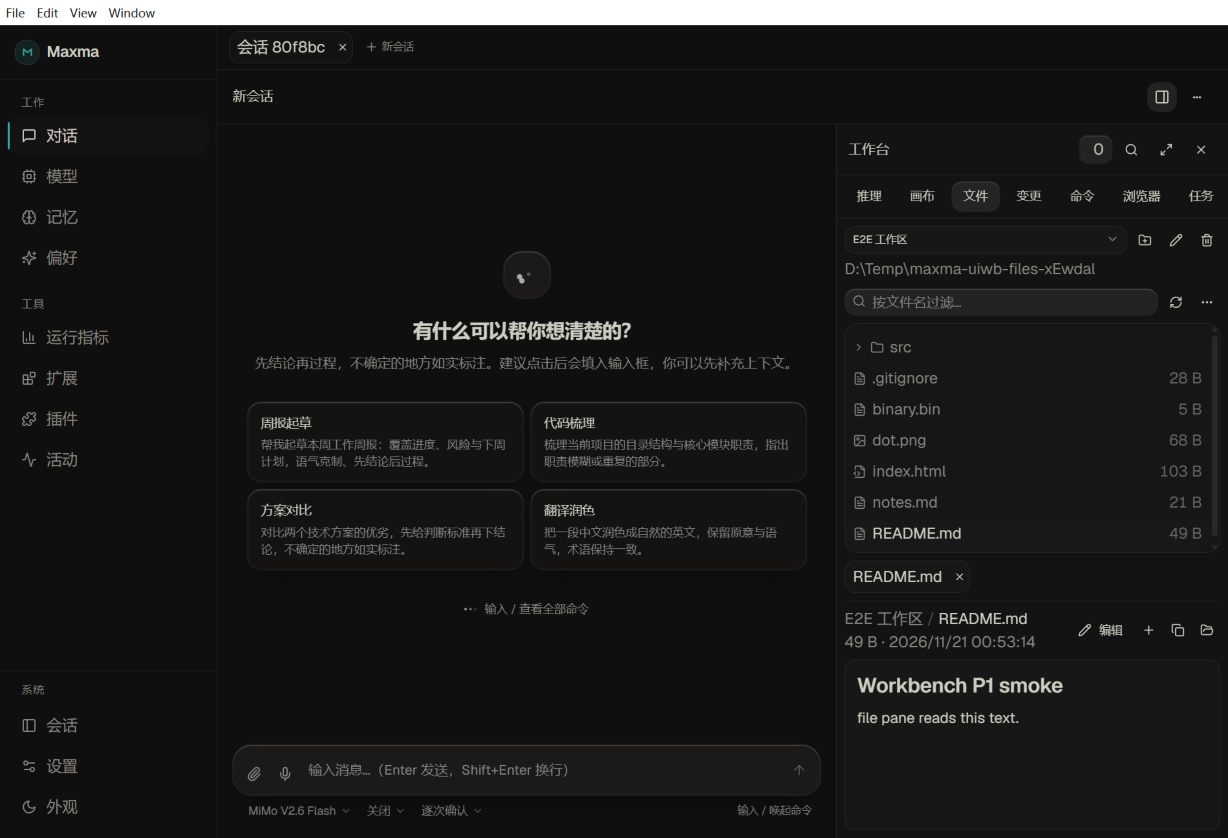 File Edit View Window
Maxma
工作
对话
模型
记忆
偏好
工具
运行指标
扩展
插件
活动
系统
会话
设置
外观
会话 80f8bc × + 新会话
新会话
有什么可以帮你想清楚的?
先结论再过程，不确定的地方如实标注。建议点击后会填入输入框，你可以先补充上下文。
周报起草
帮我起草本周工作周报：覆盖进度、风险与下周
计划，语气克制、先结论后过程。
代码梳理
梳理当前项目的目录结构与核心模块职责，指出
职责模糊或重复的部分。
方案对比
对比两个技术方案的优劣，先给判断标准再下结
论，不确定的地方如实标注。
翻译润色
把一段中文润色成自然的英文，保留原意与语
气，术语保持一致。
输入 / 查看全部命令
输入消息...（Enter 发送，Shift+Enter 换行）
MiMo V2.6 Flash 关闭 逐次确认 输入 / 唤起命令
工作台 0
推理 画布 文件 变更 命令 浏览器 任务
E2E 工作区
D:\Temp\maxma-uiwb-files-xEwdal
按文件名过滤...
src
.gitignore 28 B
binary.bin 5 B
dot.png 68 B
index.html 103 B
notes.md 21 B
README.md 49 B
README.md ×
E2E 工作区 / README.md
49 B · 2026/11/21 00:53:14
编辑
Workbench P1 smoke
file pane reads this text.